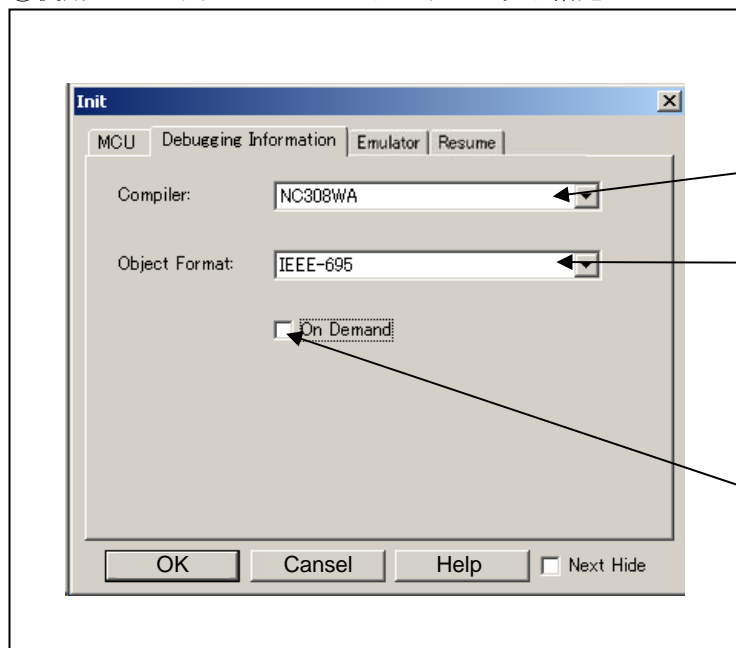 Init
MCU Debugging Information Emulator Resume
Compiler: NC308WA
Object Format: IEEE-695
On Demand
OK Cansel Help Next Hide